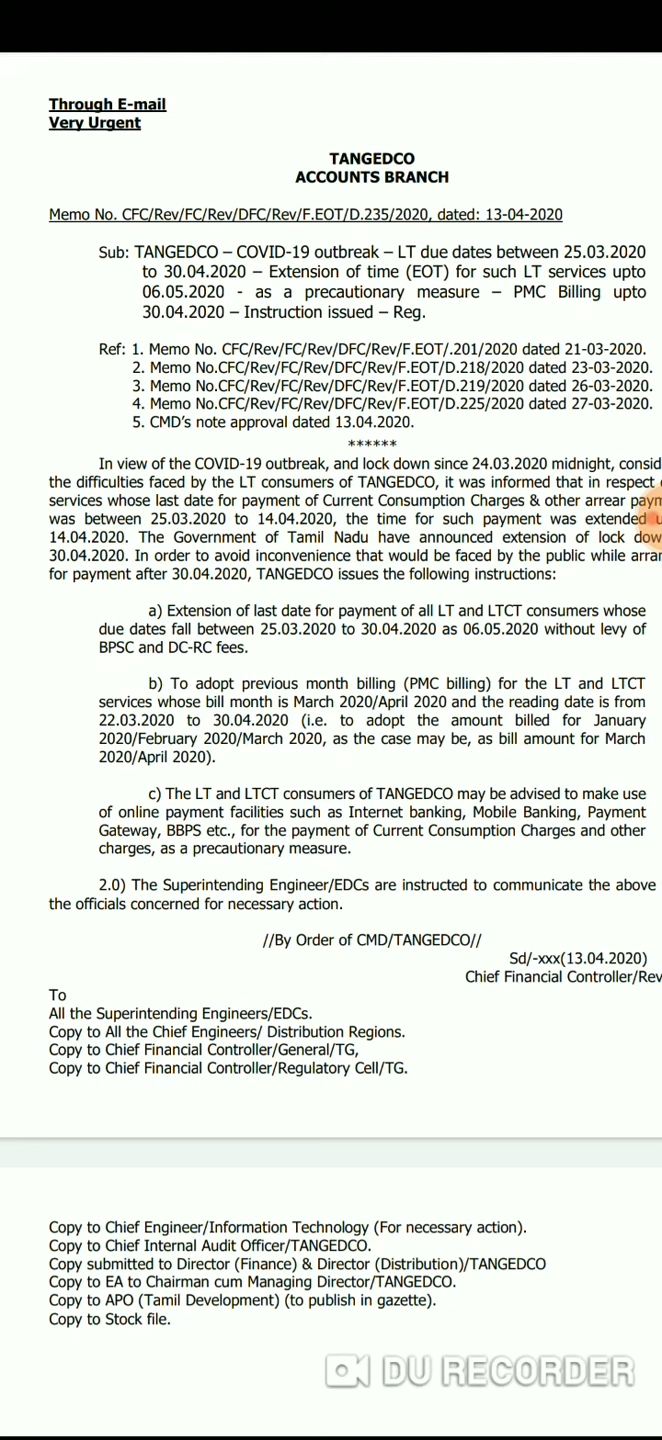 Through E-mail
Very Urgent
TANGEDCO
ACCOUNTS BRANCH
Memo No. CFC/Rev/FC/Rev/DFC/Rev/F.EOT/D.235/2020, dated: 13-04-2020
Sub: TANGEDCO – COVID-19 outbreak – LT due dates between 25.03.2020
to 30.04.2020 – Extension of time (EOT) for such LT services upto
06.05.2020 - as a precautionary measure – PMC Billing upto
30.04.2020 – Instruction issued – Reg.
Ref: 1. Memo No. CFC/Rev/FC/Rev/DFC/Rev/F.EOT/.201/2020 dated 21-03-2020.
2. Memo No.CFC/Rev/FC/Rev/DFC/Rev/F.EOT/D.218/2020 dated 23-03-2020.
3. Memo No.CFC/Rev/FC/Rev/DFC/Rev/F.EOT/D.219/2020 dated 26-03-2020.
4. Memo No.CFC/Rev/FC/Rev/DFC/Rev/F.EOT/D.225/2020 dated 27-03-2020.
5. CMD's note approval dated 13.04.2020.
******
In view of the COVID-19 outbreak, and lock down since 24.03.2020 midnight, consid
the difficulties faced by the LT consumers of TANGEDCO, it was informed that in respect
services whose last date for payment of Current Consumption Charges & other arrear paym
was between 25.03.2020 to 14.04.2020, the time for such payment was extended
14.04.2020. The Government of Tamil Nadu have announced extension of lock dow
30.04.2020. In order to avoid inconvenience that would be faced by the public while arran
for payment after 30.04.2020, TANGEDCO issues the following instructions:
a) Extension of last date for payment of all LT and LTCT consumers whose
due dates fall between 25.03.2020 to 30.04.2020 as 06.05.2020 without levy of
BPSC and DC-RC fees.
b) To adopt previous month billing (PMC billing) for the LT and LTCT
services whose bill month is March 2020/April 2020 and the reading date is from
22.03.2020 to 30.04.2020 (i.e. to adopt the amount billed for January
2020/February 2020/March 2020, as the case may be, as bill amount for March
2020/April 2020).
c) The LT and LTCT consumers of TANGEDCO may be advised to make use
of online payment facilities such as Internet banking, Mobile Banking, Payment
Gateway, BBPS etc., for the payment of Current Consumption Charges and other
charges, as a precautionary measure.
2.0) The Superintending Engineer/EDCs are instructed to communicate the above
the officials concerned for necessary action.
//By Order of CMD/TANGEDCO//
Sd/-xxx(13.04.2020)
Chief Financial Controller/Rev
To
All the Superintending Engineers/EDCs.
Copy to All the Chief Engineers/ Distribution Regions.
Copy to Chief Financial Controller/General/TG,
Copy to Chief Financial Controller/Regulatory Cell/TG.
Copy to Chief Engineer/Information Technology (For necessary action).
Copy to Chief Internal Audit Officer/TANGEDCO.
Copy submitted to Director (Finance) & Director (Distribution)/TANGEDCO
Copy to EA to Chairman cum Managing Director/TANGEDCO.
Copy to APO (Tamil Development) (to publish in gazette).
Copy to Stock file.
DU RECORDER